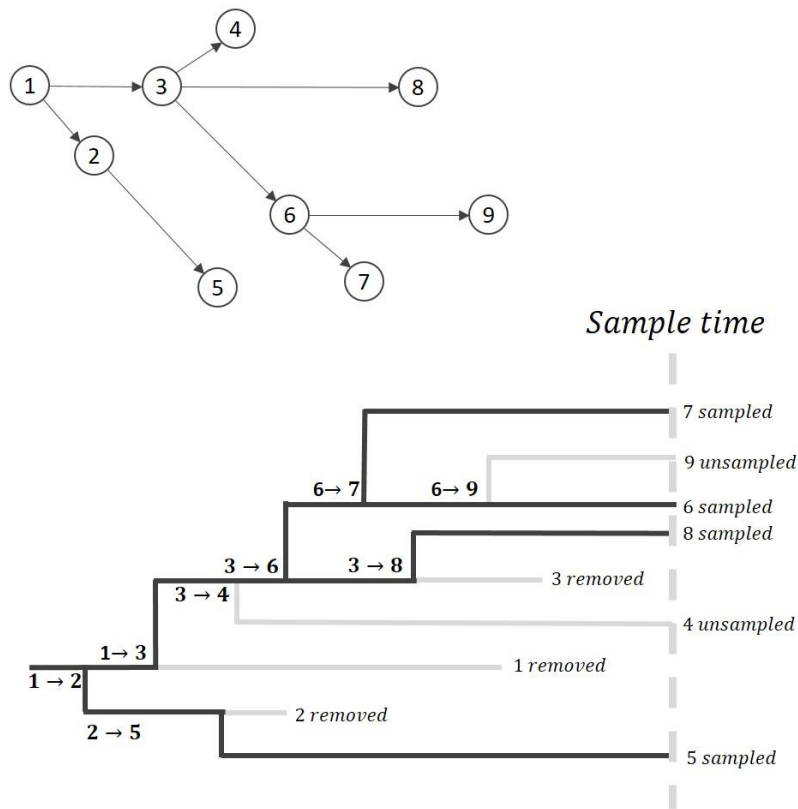 4
1
3
8
2
6
9
5
7
Sample time
7 sampled
9 unsampled
6→ 7
6→ 9
6 sampled
8 sampled
3 → 6
3 → 8
3 removed
3 → 4
4 unsampled
1→ 3
1 removed
1 → 2
2 removed
2 → 5
5 sampled